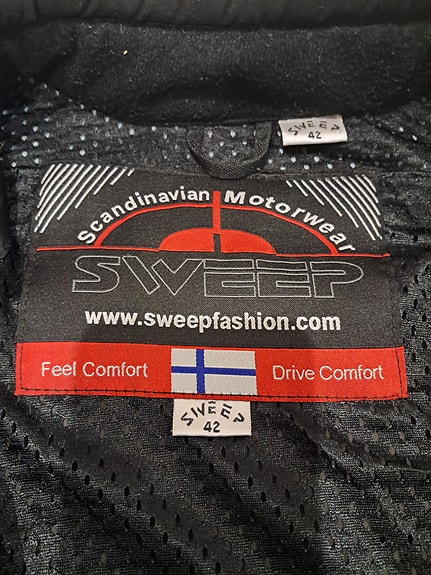 SWEEP
42
Scandinavian Motorwear
SWEEP
www.sweepfashion.com
Feel Comfort Drive Comfort
SWEEP
42